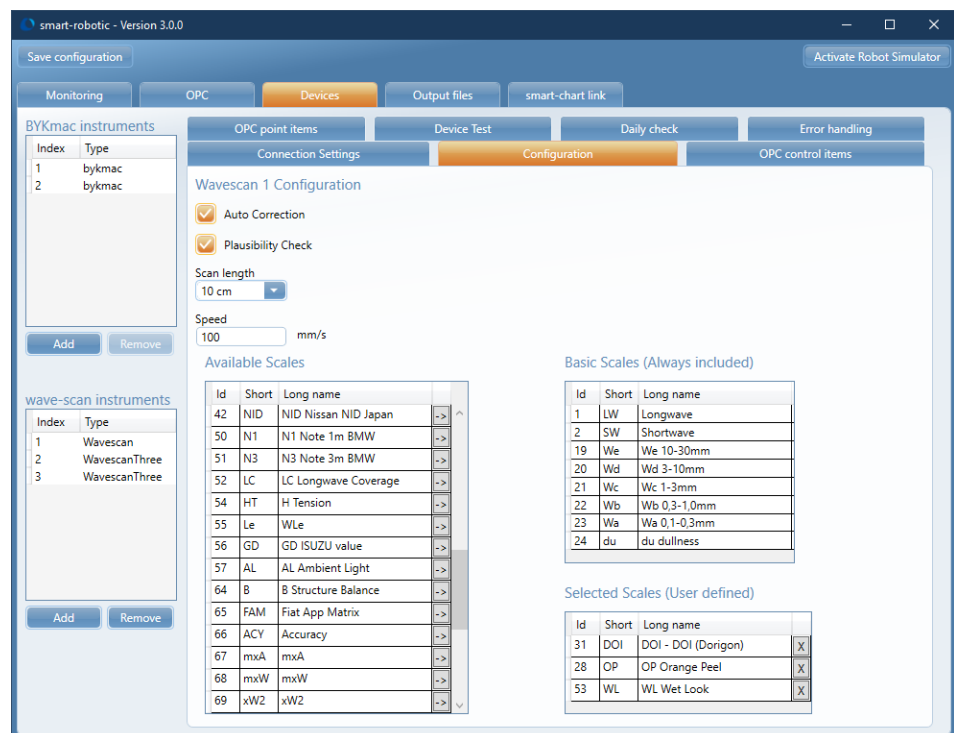 smart-robotic - Version 3.0.0
Save configuration
Activate Robot Simulator
Monitoring OPC Devices Output files smart-chart link
BYKmac instruments
Index Type
1 bykmac
2 bykmac
Add Remove
wave-scan instruments
Index Type
1 Wavescan
2 WavescanThree
3 WavescanThree
Add Remove
OPC point items Device Test Daily check Error handling
Connection Settings Configuration OPC control items
Wavescan 1 Configuration
Auto Correction
Plausibility Check
Scan length
10 cm
Speed
100 mm/s
Available Scales
Id Short Long name
42 NID NID Nissan NID Japan ->
50 N1 N1 Note 1m BMW ->
51 N3 N3 Note 3m BMW ->
52 LC LC Longwave Coverage ->
54 HT H Tension ->
55 Le WLe ->
56 GD GD ISUZU value ->
57 AL AL Ambient Light ->
64 B B Structure Balance ->
65 FAM Fiat App Matrix ->
66 ACY Accuracy ->
67 mxA mxA ->
68 mxW mxW ->
69 xW2 xW2 ->
Basic Scales (Always included)
Id Short Long name
1 LW Longwave
2 SW Shortwave
19 We We 10-30mm
20 Wd Wd 3-10mm
21 Wc Wc 1-3mm
22 Wb Wb 0,3-1,0mm
23 Wa Wa 0,1-0,3mm
24 du du dullness
Selected Scales (User defined)
Id Short Long name
31 DOI DOI - DOI (Dorigon) X
28 OP OP Orange Peel X
53 WL WL Wet Look X